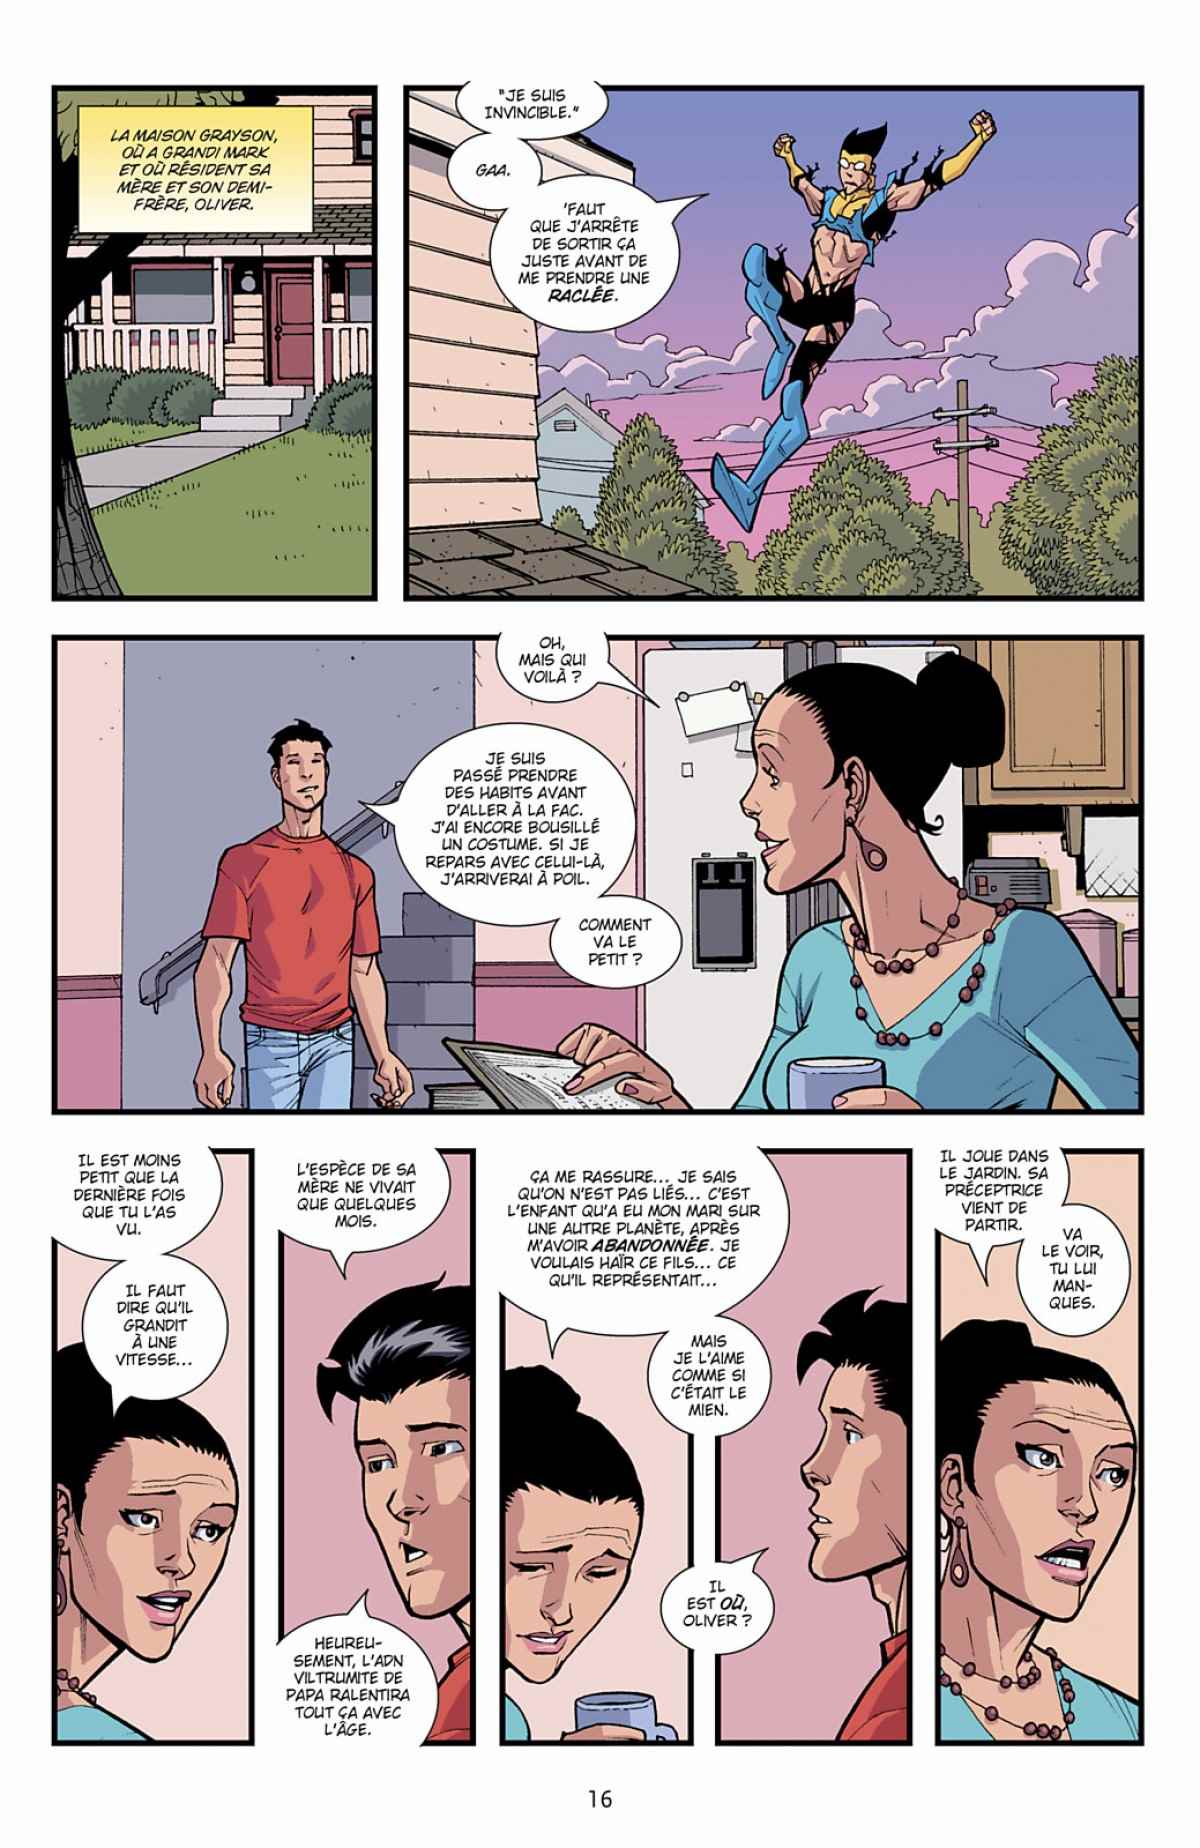 LA MAISON GRAYSON,
OÙ A GRANDI MARK
ET OÙ RÉSIDENT SA
MÈRE ET SON DEMI-
FRÈRE, OLIVER.
"JE SUIS
INVINCIBLE."
GAA.
'FAUT
QUE J'ARRÊTE
DE SORTIR ÇA
JUSTE AVANT DE
ME PRENDRE UNE
RACLÉE.
OH,
MAIS QUI
VOILÀ ?
JE SUIS
PASSÉ PRENDRE
DES HABITS AVANT
D'ALLER À LA FAC.
J'AI ENCORE BOUSILLÉ
UN COSTUME. SI JE
REPARS AVEC CELUI-LÀ,
J'ARRIVERAI À POIL.
COMMENT
VA LE
PETIT ?
IL EST MOINS
PETIT QUE LA
DERNIÈRE FOIS
QUE TU L'AS
VU.
IL FAUT
DIRE QU'IL
GRANDIT
À UNE
VITESSE...
L'ESPÈCE DE SA
MÈRE NE VIVAIT
QUE QUELQUES
MOIS.
HEUREU-
SEMENT, L'ADN
VILTRUMITE DE
PAPA RALENTIRA
TOUT ÇA AVEC
L'ÂGE.
ÇA ME RASSURE... JE SAIS
QU'ON N'EST PAS LIÉS... C'EST
L'ENFANT QU'A EU MON MARI SUR
UNE AUTRE PLANÈTE, APRÈS
M'AVOIR ABANDONNÉE. JE
VOULAIS HAÏR CE FILS... CE
QU'IL REPRÉSENTAIT...
MAIS
JE L'AIME
COMME SI
C'ÉTAIT LE
MIEN.
IL
EST OÙ,
OLIVER ?
IL JOUE DANS
LE JARDIN. SA
PRÉCEPTRICE
VIENT DE
PARTIR.
VA
LE VOIR,
TU LUI
MAN-
QUES.
16